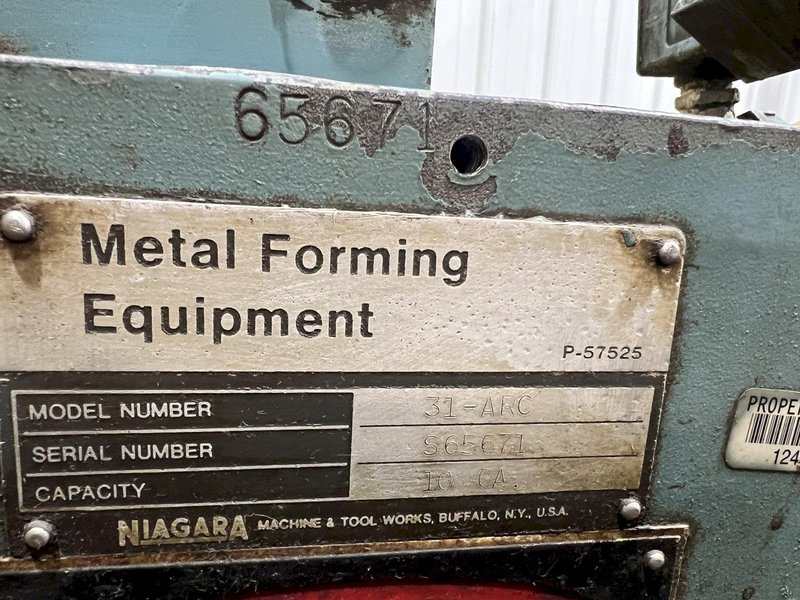 65671
Metal Forming
Equipment
P-57525
MODEL NUMBER 31-ARC
SERIAL NUMBER S65671
CAPACITY 10 GA.
NIAGARA MACHINE & TOOL WORKS, BUFFALO, N.Y., U.S.A.
PROPE
124